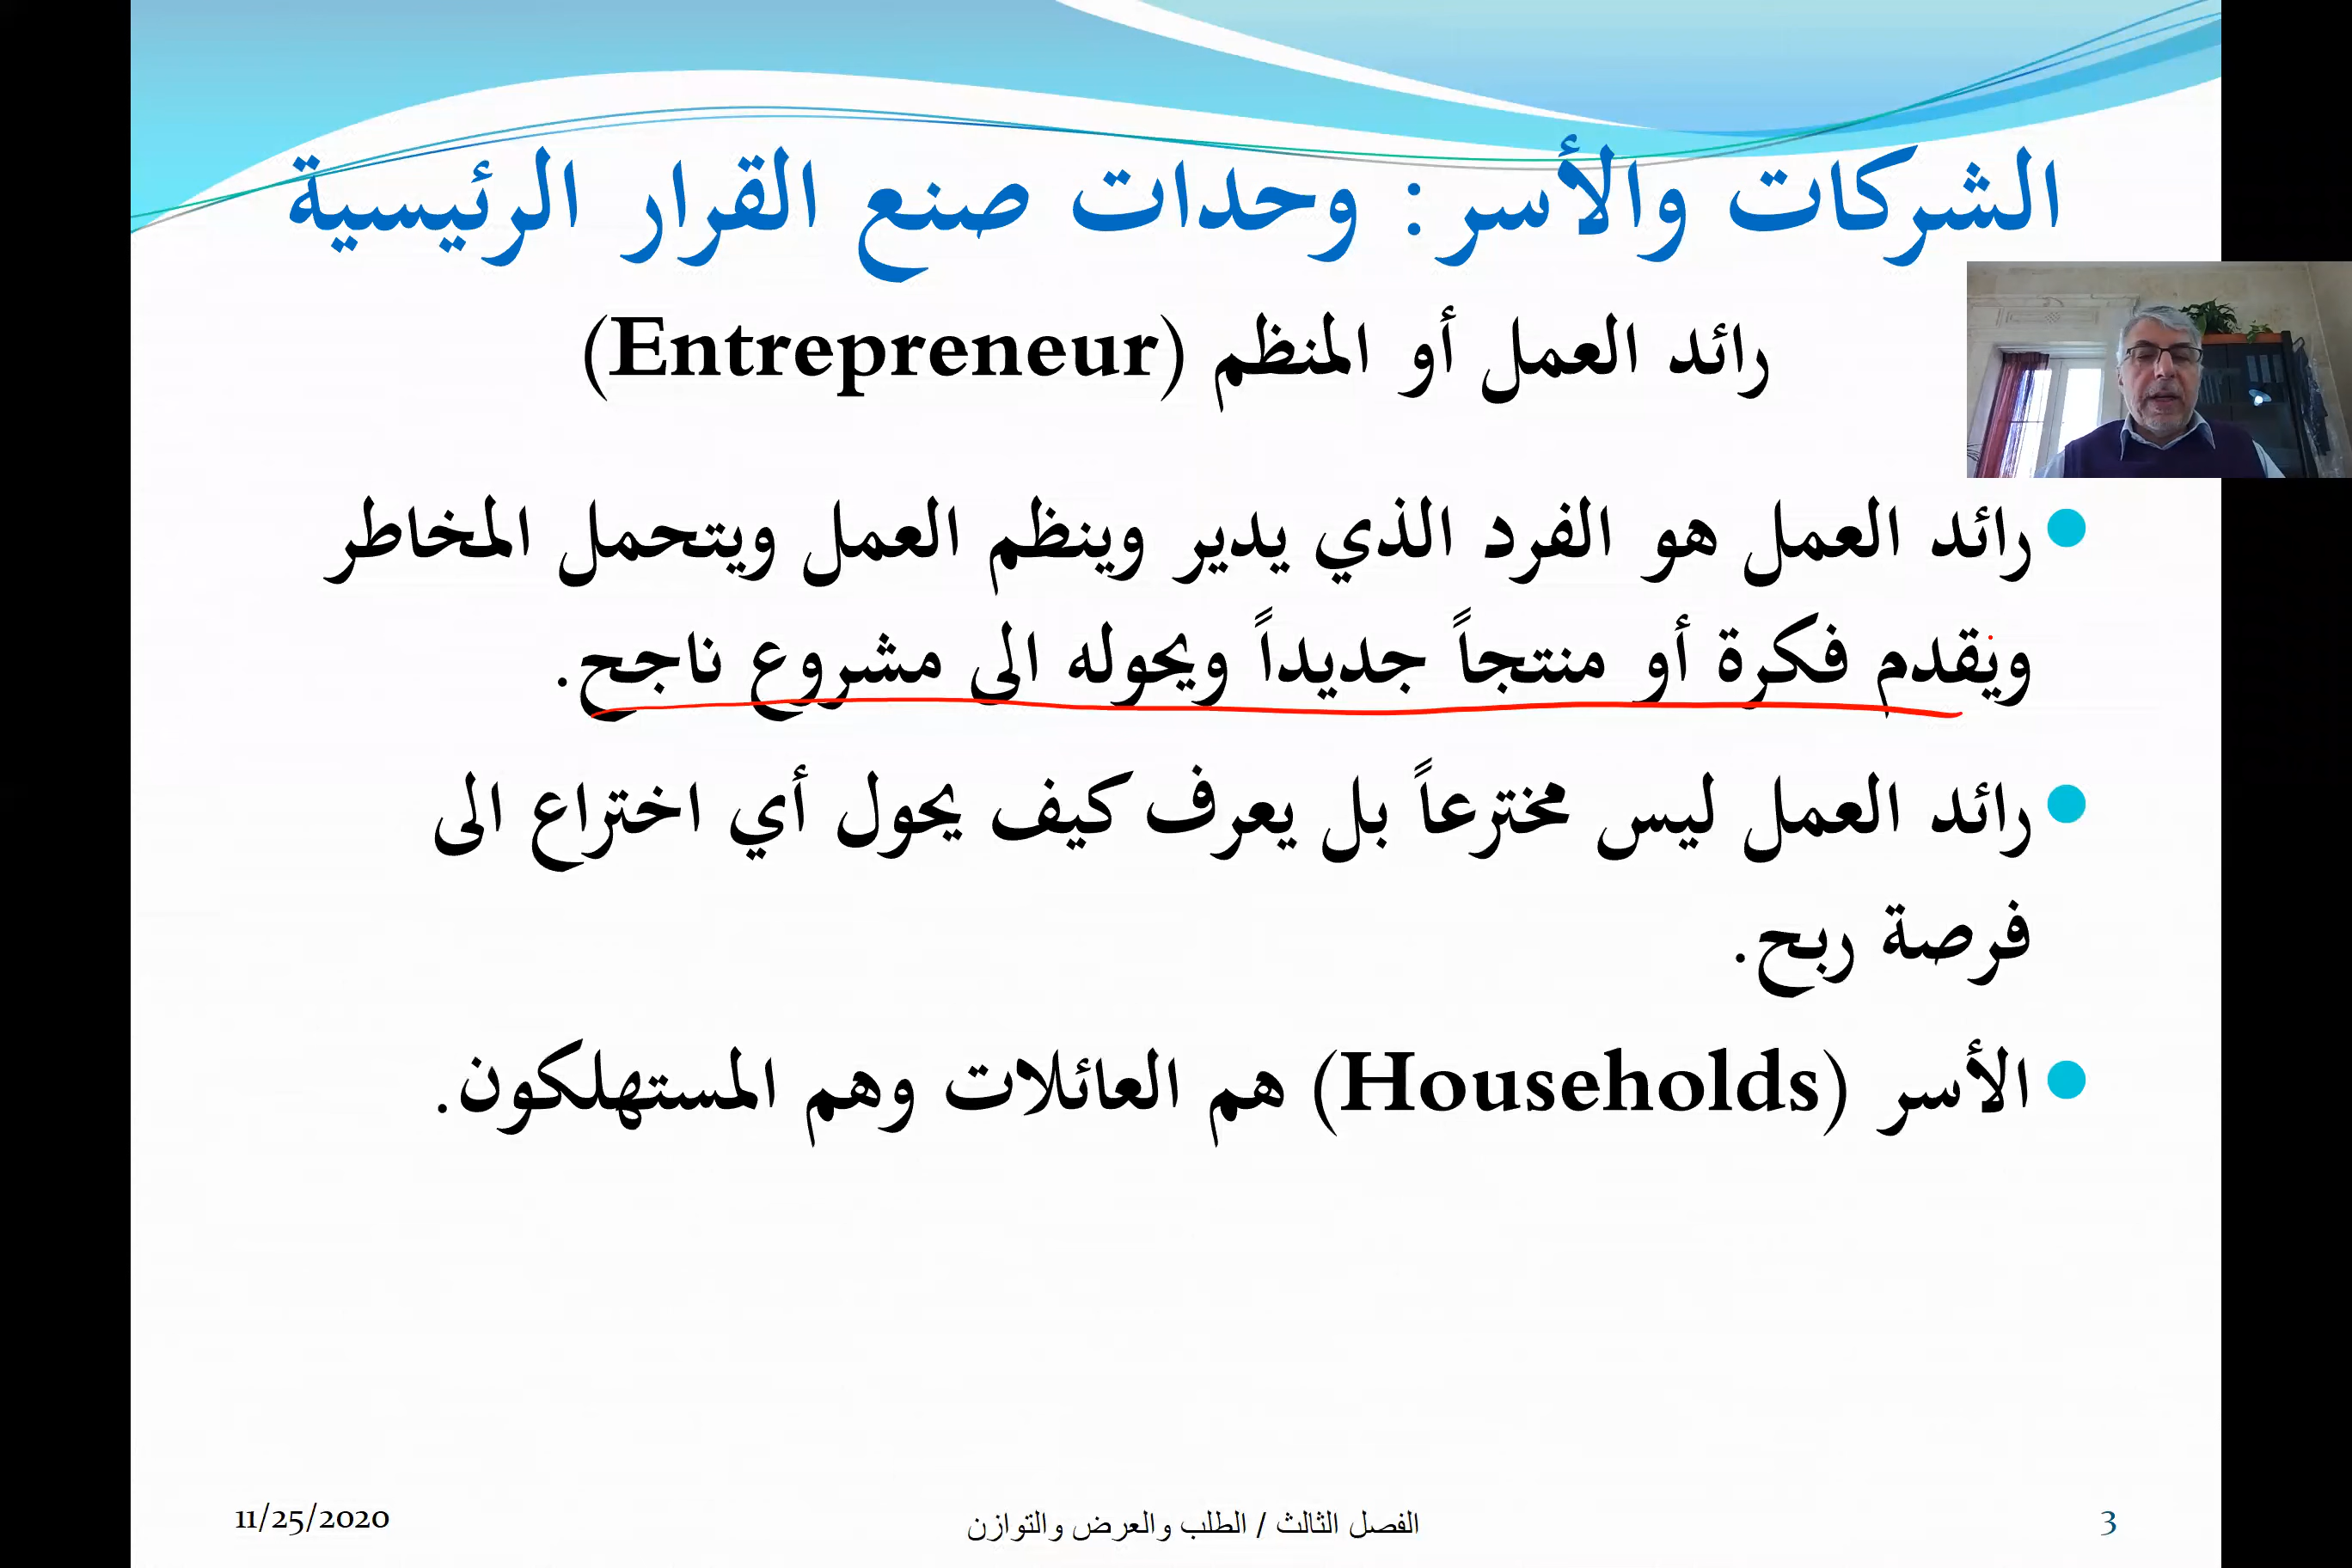 الشركات والأسر: وحدات صنع القرار الرئيسية
رائد العمل أو المنظم (Entrepreneur)
رائد العمل هو الفرد الذي يدير وينظم العمل ويتحمل المخاطر
ويقدم فكرة أو منتجاً جديداً ويحوله الى مشروع ناجح.
رائد العمل ليس مخترعاً بل يعرف كيف يحول أي اختراع الى
فرصة ربح.
الأسر (Households) هم العائلات وهم المستهلكون.
11/25/2020
الفصل الثالث / الطلب والعرض والتوازن
3